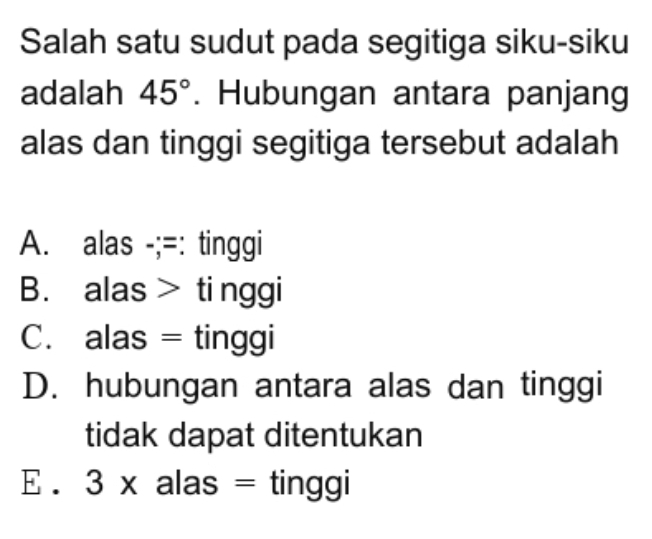 Salah satu sudut pada segitiga siku-siku
adalah 45°. Hubungan antara panjang
alas dan tinggi segitiga tersebut adalah
A. alas -;=: tinggi
B. alas > ti nggi
C. alas = tinggi
D. hubungan antara alas dan tinggi
tidak dapat ditentukan
E. 3 x alas = tinggi